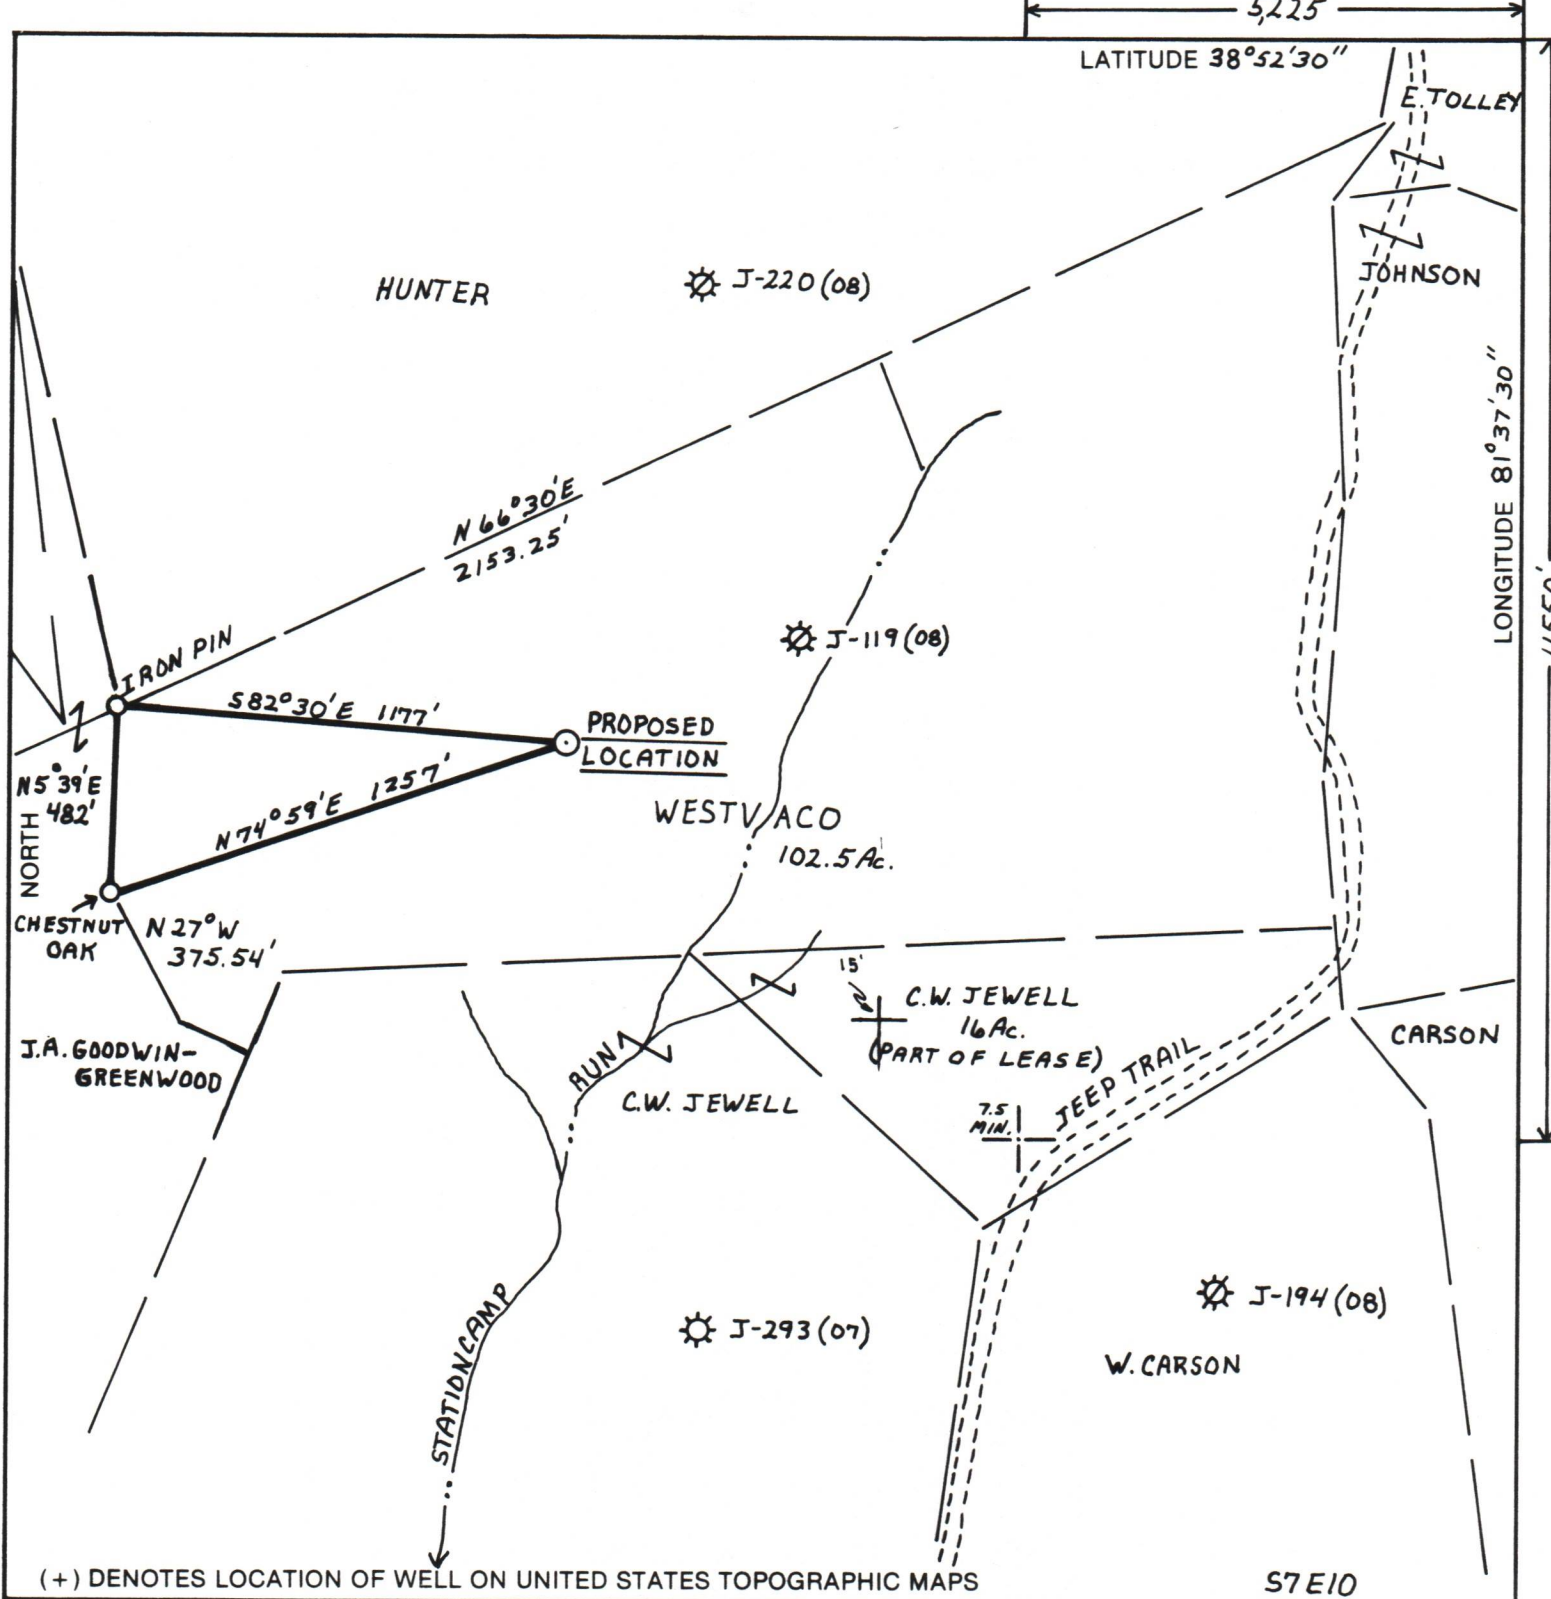 5,225
LATITUDE 38°52'30"
E. TOLLEY
JOHNSON
HUNTER
J-220 (08)
LONGITUDE 81°37'30"
N 66°30'E
2153.25'
IRON PIN
J-119 (08)
S82°30'E 1177'
PROPOSED
LOCATION
N5°39'E
482'
NORTH
N74°59'E 1257'
WESTVACO
102.5 Ac.
CHESTNUT
OAK
N 27°W
375.54'
15'
C.W. JEWELL
16 Ac.
(PART OF LEASE)
CARSON
J.A. GOODWIN-
GREENWOOD
RUN
C.W. JEWELL
7.5
MIN.
JEEP TRAIL
STATIONCAMP
J-293 (07)
J-194 (08)
W. CARSON
(+) DENOTES LOCATION OF WELL ON UNITED STATES TOPOGRAPHIC MAPS
S7E10